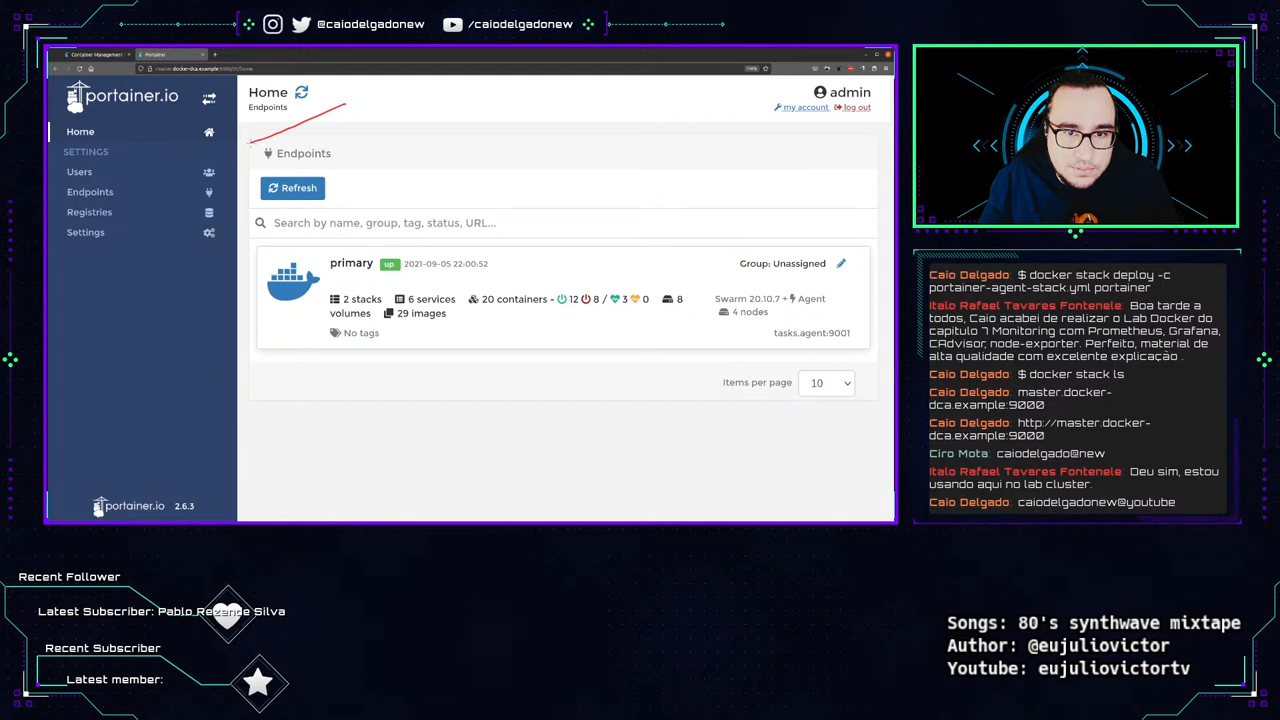 @caiodelgadonew /caiodelgadonew
Container Management
Portainer
portainer.io
Home
SETTINGS
Users
Endpoints
Registries
Settings
portainer.io 2.6.3
Home
Endpoints
admin
my account log out
Endpoints
Refresh
Search by name, group, tag, status, URL...
primary up 2021-09-05 22:00:52 Group: Unassigned
2 stacks 6 services 20 containers - 12 8 / 3 0 8
volumes 29 images
Swarm 20.10.7 + Agent
4 nodes
No tags tasks.agent:9001
Items per page 10
Caio Delgado: $ docker stack deploy -c
portainer-agent-stack.yml portainer
Italo Rafael Tavares Fontenele: Boa tarde a
todos, Caio acabei de realizar o Lab Docker do
capitulo 7 Monitoring com Prometheus, Grafana,
CAdvisor, node-exporter. Perfeito, material de
alta qualidade com excelente explicação .
Caio Delgado: $ docker stack ls
Caio Delgado: master.docker-
dca.example:9000
Caio Delgado: http://master.docker-
dca.example:9000
Ciro Mota: caiodelgado@new
Italo Rafael Tavares Fontenele: Deu sim, estou
usando aqui no lab cluster.
Caio Delgado: caiodelgadonew@youtube
Recent Follower
Latest Subscriber: Pablo Rezende Silva
Recent Subscriber
Latest member:
Songs: 80's synthwave mixtape
Author: @eujuliovictor
Youtube: eujuliovictortv